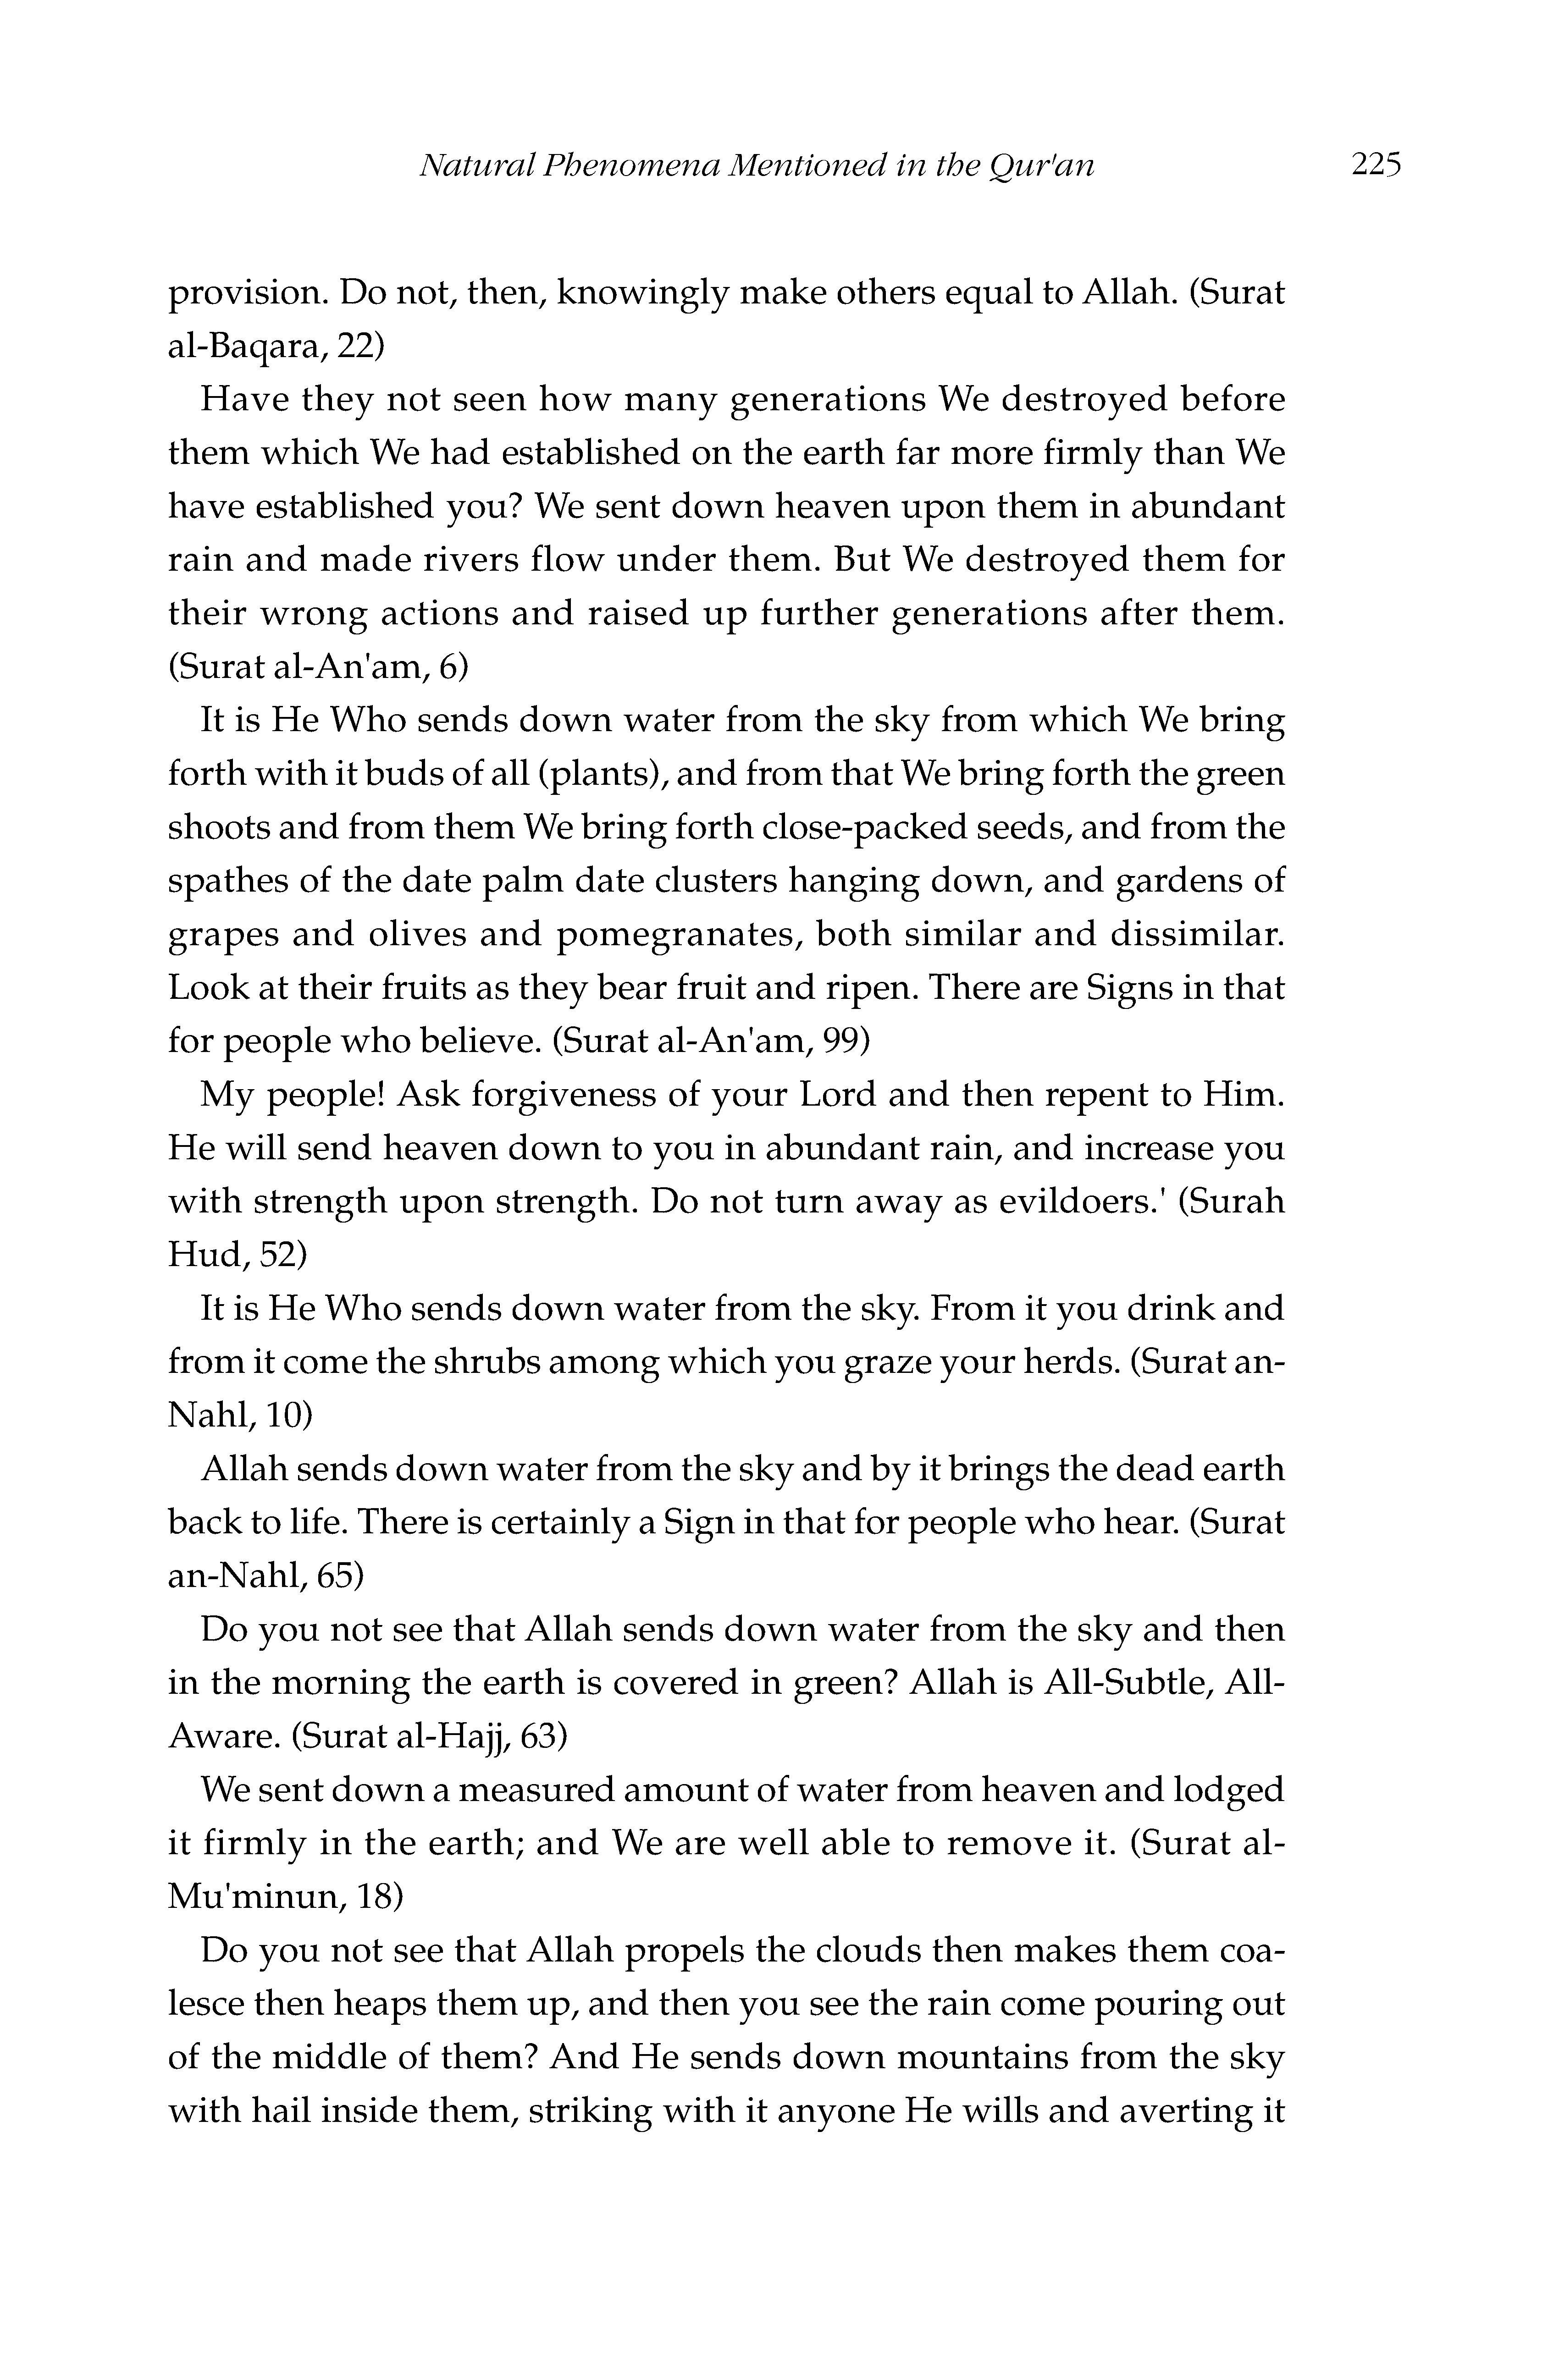 Natural Phenomena Mentioned in the Qur'an 225
provision. Do not, then, knowingly make others equal to Allah. (Surat
al-Baqara, 22)
Have they not seen how many generations We destroyed before
them which We had established on the earth far more firmly than We
have established you? We sent down heaven upon them in abundant
rain and made rivers flow under them. But We destroyed them for
their wrong actions and raised up further generations after them.
(Surat al-An'am, 6)
It is He Who sends down water from the sky from which We bring
forth with it buds of all (plants), and from that We bring forth the green
shoots and from them We bring forth close-packed seeds, and from the
spathes of the date palm date clusters hanging down, and gardens of
grapes and olives and pomegranates, both similar and dissimilar.
Look at their fruits as they bear fruit and ripen. There are Signs in that
for people who believe. (Surat al-An'am, 99)
My people! Ask forgiveness of your Lord and then repent to Him.
He will send heaven down to you in abundant rain, and increase you
with strength upon strength. Do not turn away as evildoers.' (Surah
Hud, 52)
It is He Who sends down water from the sky. From it you drink and
from it come the shrubs among which you graze your herds. (Surat an-
Nahl, 10)
Allah sends down water from the sky and by it brings the dead earth
back to life. There is certainly a Sign in that for people who hear. (Surat
an-Nahl, 65)
Do you not see that Allah sends down water from the sky and then
in the morning the earth is covered in green? Allah is All-Subtle, All-
Aware. (Surat al-Hajj, 63)
We sent down a measured amount of water from heaven and lodged
it firmly in the earth; and We are well able to remove it. (Surat al-
Mu'minun, 18)
Do you not see that Allah propels the clouds then makes them coa-
lesce then heaps them up, and then you see the rain come pouring out
of the middle of them? And He sends down mountains from the sky
with hail inside them, striking with it anyone He wills and averting it